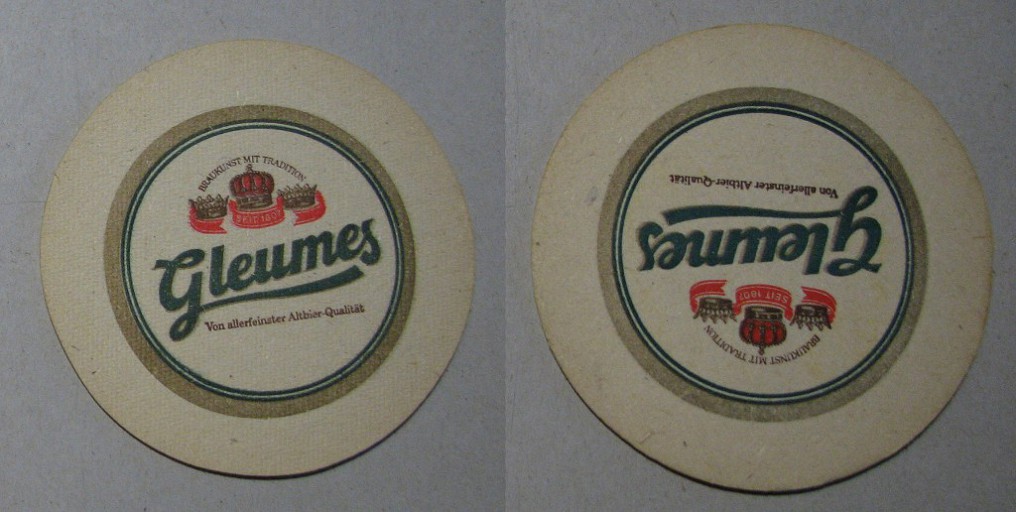 BRAUKUNST MIT TRADITION
SEIT 1807
Gleumes
Von allerfeinster Altbier-Qualität
Von allerfeinster Altbier-Qualität
Gleumes
SEIT 1807
BRAUKUNST MIT TRADITION